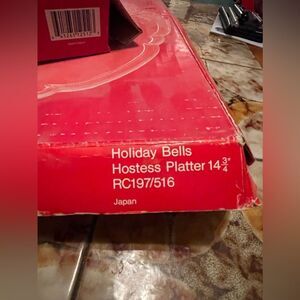 Holiday Bells
Hostess Platter 14 3/4"
RC197/516
Japan